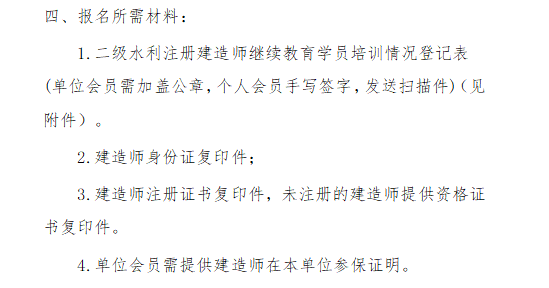 四、报名所需材料：
1.二级水利注册建造师继续教育学员培训情况登记表
(单位会员需加盖公章,个人会员手写签字,发送扫描件)（见
附件）。
2.建造师身份证复印件；
3.建造师注册证书复印件，未注册的建造师提供资格证
书复印件。
4.单位会员需提供建造师在本单位参保证明。